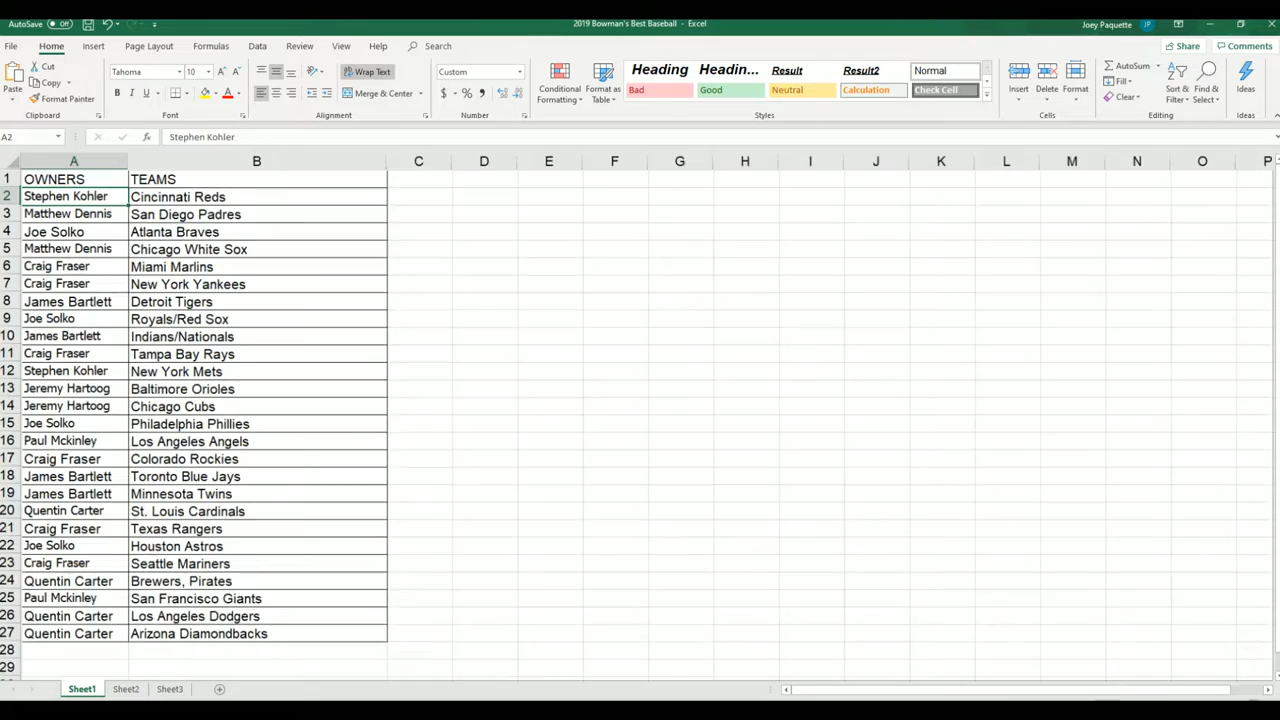 AutoSave Off 2019 Bowman's Best Baseball - Excel Joey Paquette JP
File Home Insert Page Layout Formulas Data Review View Help Search Share Comments
Paste Cut Copy Format Painter Clipboard
Tahoma 10 B I U Font
Wrap Text Merge & Center Alignment
Custom $ % Number
Conditional Formatting Format as Table
Heading Headin... Result Result2 Normal
Bad Good Neutral Calculation Check Cell
Styles
Insert Delete Format Cells
AutoSum Fill Clear Sort & Filter Find & Select Editing
Ideas Ideas
A2 fx Stephen Kohler
A B C D E F G H I J K L M N O P
1 OWNERS TEAMS
2 Stephen Kohler Cincinnati Reds
3 Matthew Dennis San Diego Padres
4 Joe Solko Atlanta Braves
5 Matthew Dennis Chicago White Sox
6 Craig Fraser Miami Marlins
7 Craig Fraser New York Yankees
8 James Bartlett Detroit Tigers
9 Joe Solko Royals/Red Sox
10 James Bartlett Indians/Nationals
11 Craig Fraser Tampa Bay Rays
12 Stephen Kohler New York Mets
13 Jeremy Hartoog Baltimore Orioles
14 Jeremy Hartoog Chicago Cubs
15 Joe Solko Philadelphia Phillies
16 Paul Mckinley Los Angeles Angels
17 Craig Fraser Colorado Rockies
18 James Bartlett Toronto Blue Jays
19 James Bartlett Minnesota Twins
20 Quentin Carter St. Louis Cardinals
21 Craig Fraser Texas Rangers
22 Joe Solko Houston Astros
23 Craig Fraser Seattle Mariners
24 Quentin Carter Brewers, Pirates
25 Paul Mckinley San Francisco Giants
26 Quentin Carter Los Angeles Dodgers
27 Quentin Carter Arizona Diamondbacks
28
29
Sheet1 Sheet2 Sheet3